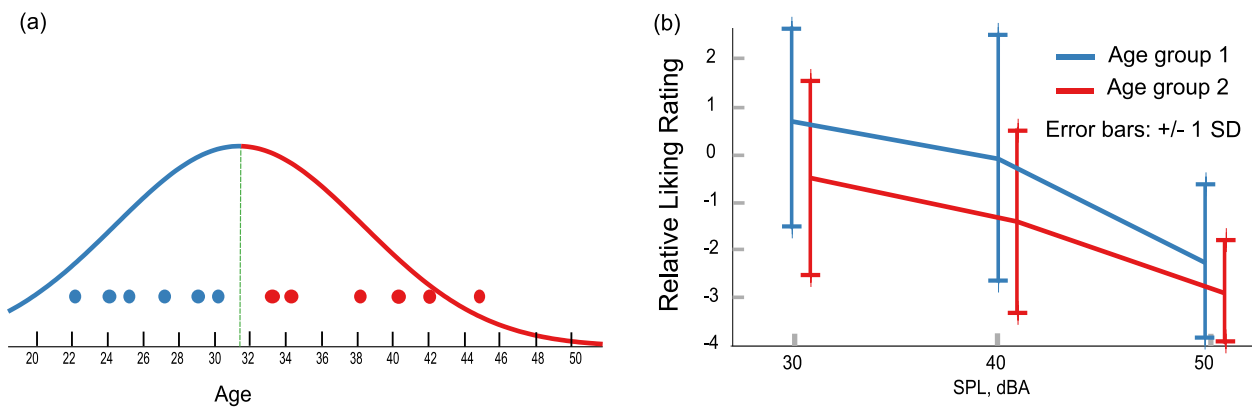 (a)
20 22 24 26 28 30 32 34 36 38 40 42 44 46 48 50
Age
(b)
Relative Liking Rating
2
1
0
-1
-2
-3
-4
Age group 1
Age group 2
Error bars: +/- 1 SD
30 40 50
SPL, dBA